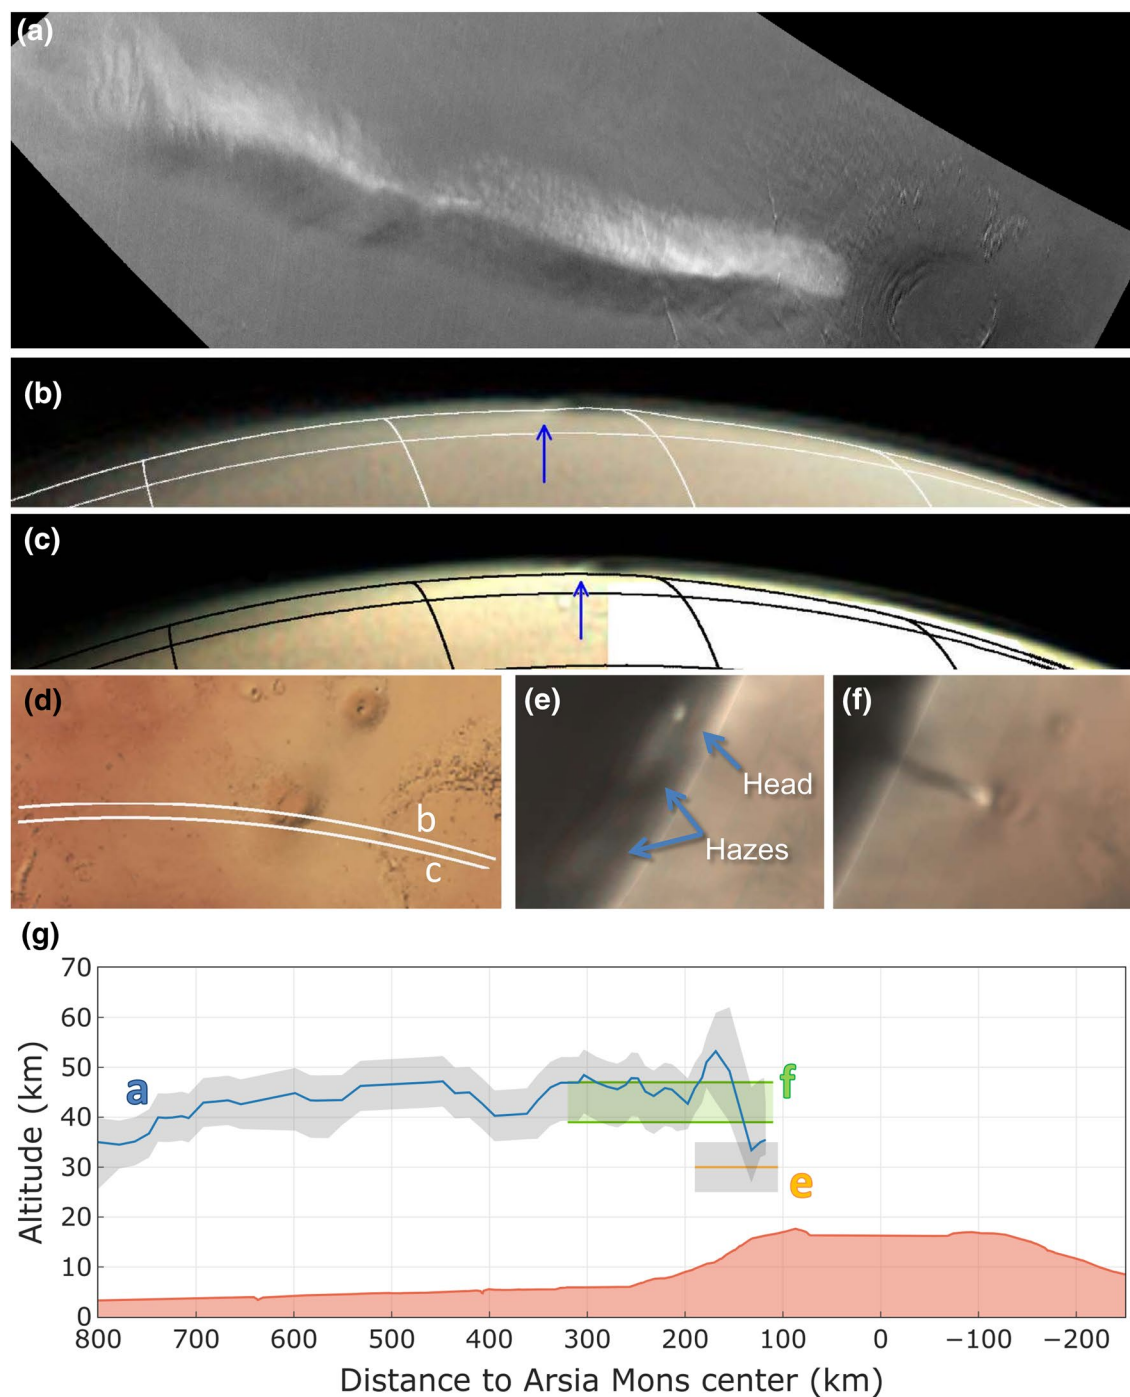 (a)
(b)
(c)
(d)
b
c
(e)
Head
Hazes
(f)
(g)
70
60
50
40
30
20
10
0
Altitude (km)
a
f
e
800 700 600 500 400 300 200 100 0 −100 −200
Distance to Arsia Mons center (km)